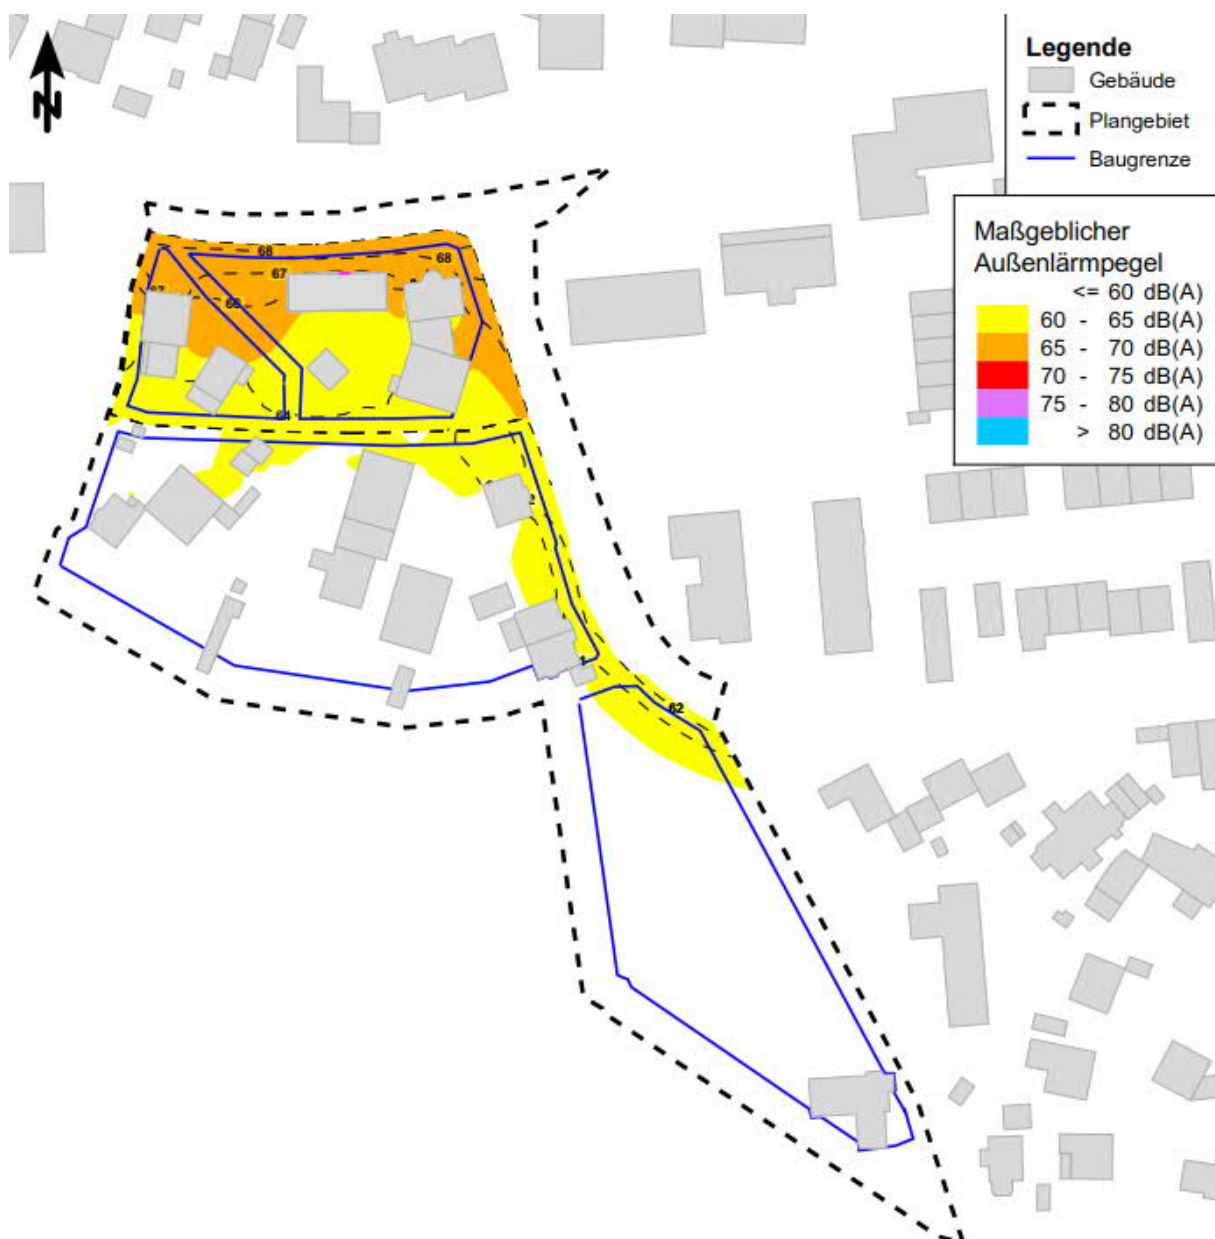 N
Legende
Gebäude
Plangebiet
Baugrenze
Maßgeblicher
Außenlärmpegel
<= 60 dB(A)
60 - 65 dB(A)
65 - 70 dB(A)
70 - 75 dB(A)
75 - 80 dB(A)
> 80 dB(A)
68
68
67
66
64
62